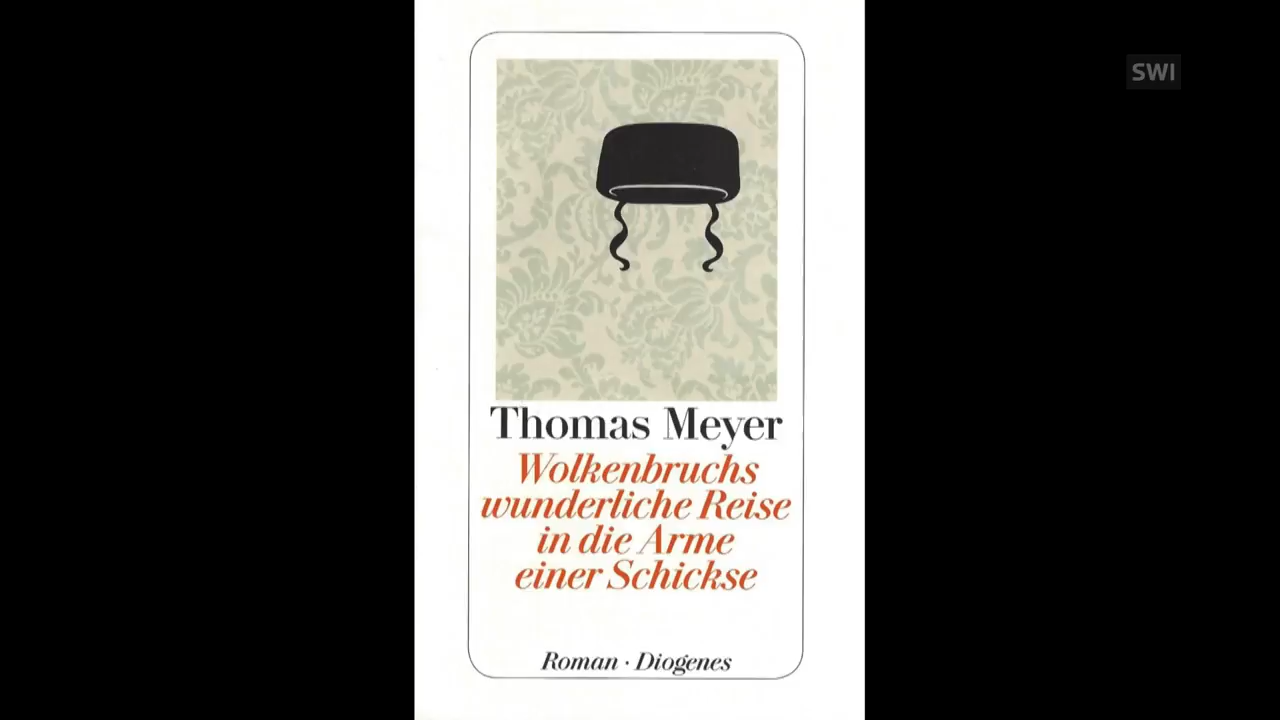 SWI
Thomas Meyer
Wolkenbruchs
wunderliche Reise
in die Arme
einer Schickse
Roman · Diogenes